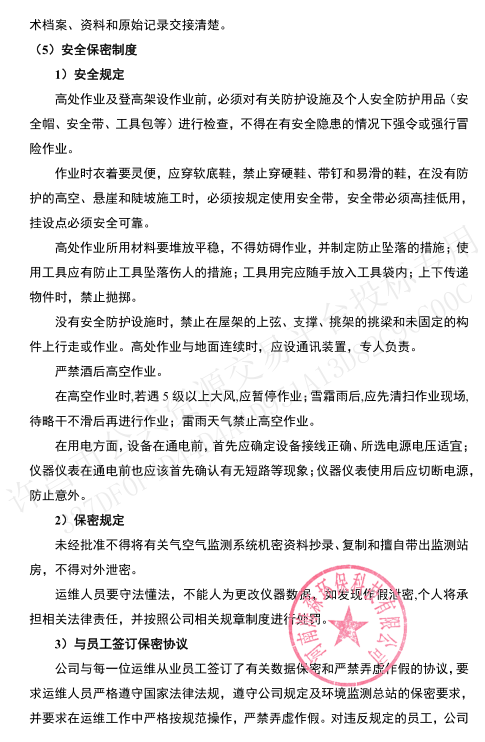 术档案、资料和原始记录交接清楚。
（5）安全保密制度
1）安全规定
高处作业及登高架设作业前，必须对有关防护设施及个人安全防护用品（安
全帽、安全带、工具包等）进行检查，不得在有安全隐患的情况下强令或强行冒
险作业。
作业时衣着要灵便，应穿软底鞋，禁止穿硬鞋、带钉和易滑的鞋，在没有防
护的高空、悬崖和陡坡施工时，必须按规定使用安全带，安全带必须高挂低用，
挂设点必须安全可靠。
高处作业所用材料要堆放平稳，不得妨碍作业，并制定防止坠落的措施；使
用工具应有防止工具坠落伤人的措施；工具用完应随手放入工具袋内；上下传递
物件时，禁止抛掷。
没有安全防护设施时，禁止在屋架的上弦、支撑、挑架的挑梁和未固定的构
件上行走或作业。高处作业与地面连续时，应设通讯装置，专人负责。
严禁酒后高空作业。
在高空作业时,若遇 5 级以上大风,应暂停作业；雪霜雨后,应先清扫作业现场,
待略干不滑后再进行作业；雷雨天气禁止高空作业。
在用电方面，设备在通电前，首先应确定设备接线正确、所选电源电压适宜；
仪器仪表在通电前也应该首先确认有无短路等现象；仪器仪表使用后应切断电源，
防止意外。
2）保密规定
未经批准不得将有关气空气监测系统机密资料抄录、复制和擅自带出监测站
房，不得对外泄密。
运维人员要守法懂法，不能人为更改仪器数据，如发现作假泄密,个人将承
担相关法律责任，并按照公司相关规章制度进行处罚。
3）与员工签订保密协议
公司与每一位运维从业员工签订了有关数据保密和严禁弄虚作假的协议，要
求运维人员严格遵守国家法律法规，遵守公司规定及环境监测总站的保密要求，
并要求在运维工作中严格按规范操作，严禁弄虚作假。对违反规定的员工，公司